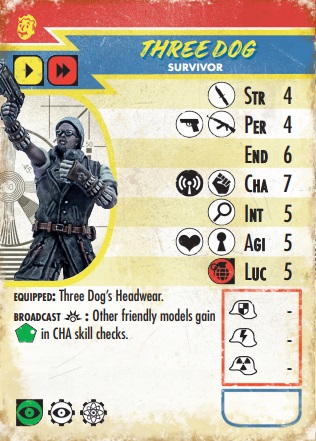 THREE DOG
SURVIVOR
STR 4
PER 4
END 6
CHA 7
INT 5
AGI 5
LUC 5
EQUIPPED: Three Dog's Headwear.
BROADCAST : Other friendly models gain
in CHA skill checks.
-
-
-